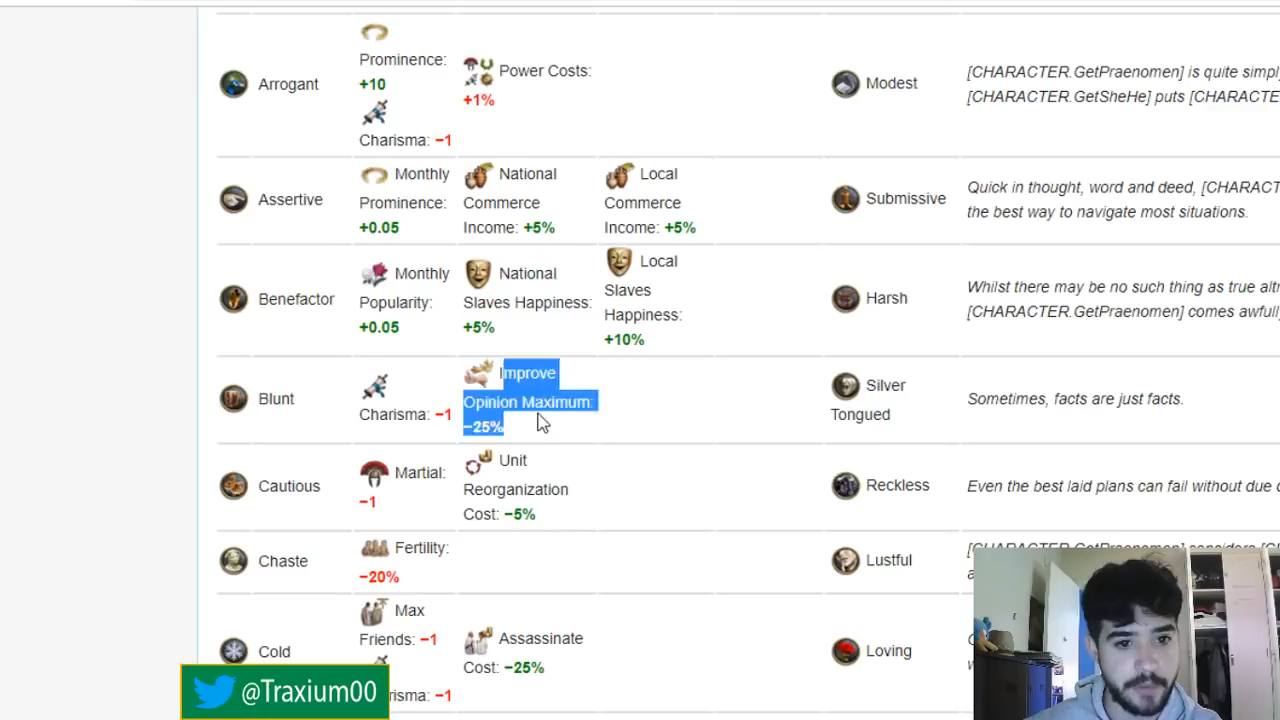 Arrogant
Prominence:
+10
Charisma: −1
Power Costs:
+1%
Modest
[CHARACTER.GetPraenomen] is quite simply
[CHARACTER.GetSheHe] puts [CHARACTE
Assertive
Monthly
Prominence:
+0.05
National
Commerce
Income: +5%
Local
Commerce
Income: +5%
Submissive
Quick in thought, word and deed, [CHARACT
the best way to navigate most situations.
Benefactor
Monthly
Popularity:
+0.05
National
Slaves Happiness:
+5%
Local
Slaves
Happiness:
+10%
Harsh
Whilst there may be no such thing as true altr
[CHARACTER.GetPraenomen] comes awfully
Blunt
Charisma: −1
Improve
Opinion Maximum:
−25%
Silver
Tongued
Sometimes, facts are just facts.
Cautious
Martial:
−1
Unit
Reorganization
Cost: −5%
Reckless
Even the best laid plans can fail without due c
Chaste
Fertility:
−20%
Lustful
Cold
Max
Friends: −1
risma: −1
Assassinate
Cost: −25%
Loving
@Traxium00